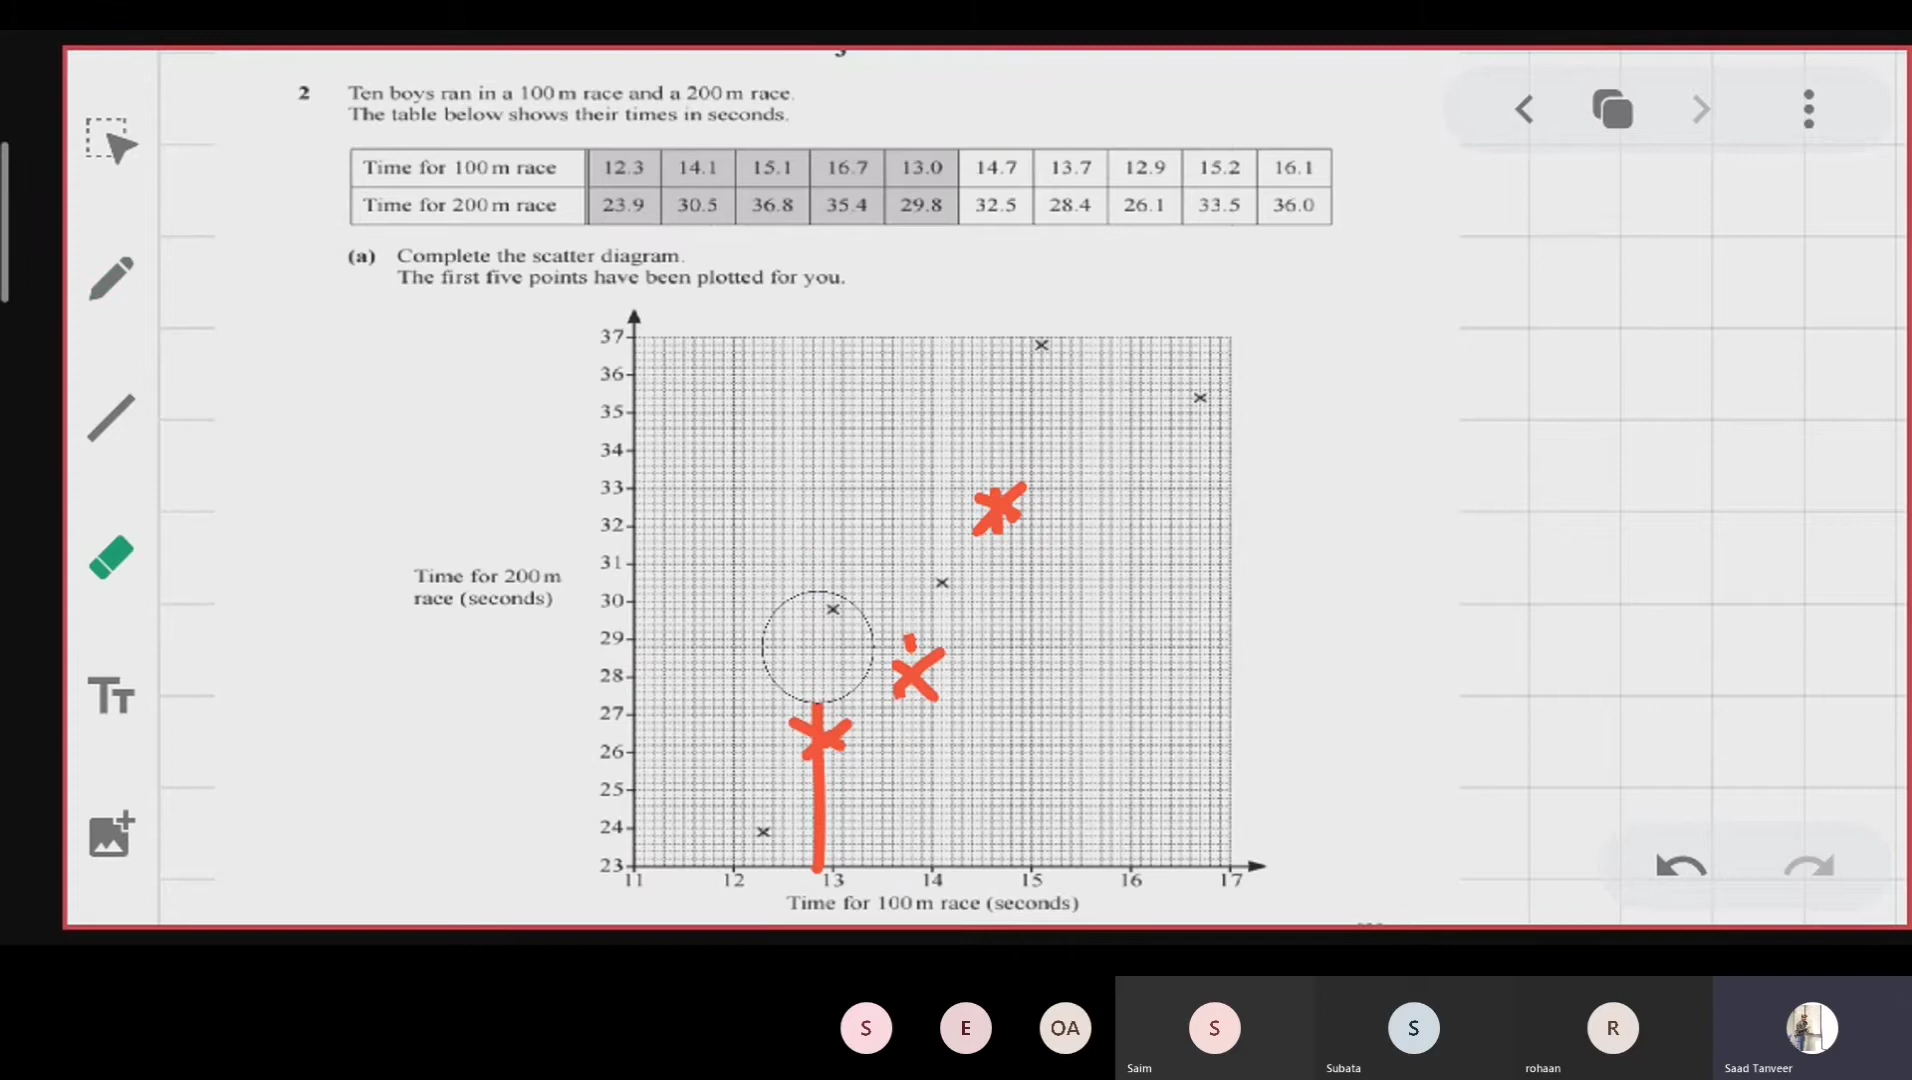 2 Ten boys ran in a 100 m race and a 200 m race.
The table below shows their times in seconds.
Time for 100 m race 12.3 14.1 15.1 16.7 13.0 14.7 13.7 12.9 15.2 16.1
Time for 200 m race 23.9 30.5 36.8 35.4 29.8 32.5 28.4 26.1 33.5 36.0
(a) Complete the scatter diagram.
The first five points have been plotted for you.
37
36
35
34
33
32
31
Time for 200 m
race (seconds)
30
29
28
27
26
25
24
23
11 12 13 14 15 16 17
Time for 100 m race (seconds)
TT
S E OA S S R
Saim Subata rohaan Saad Tanveer